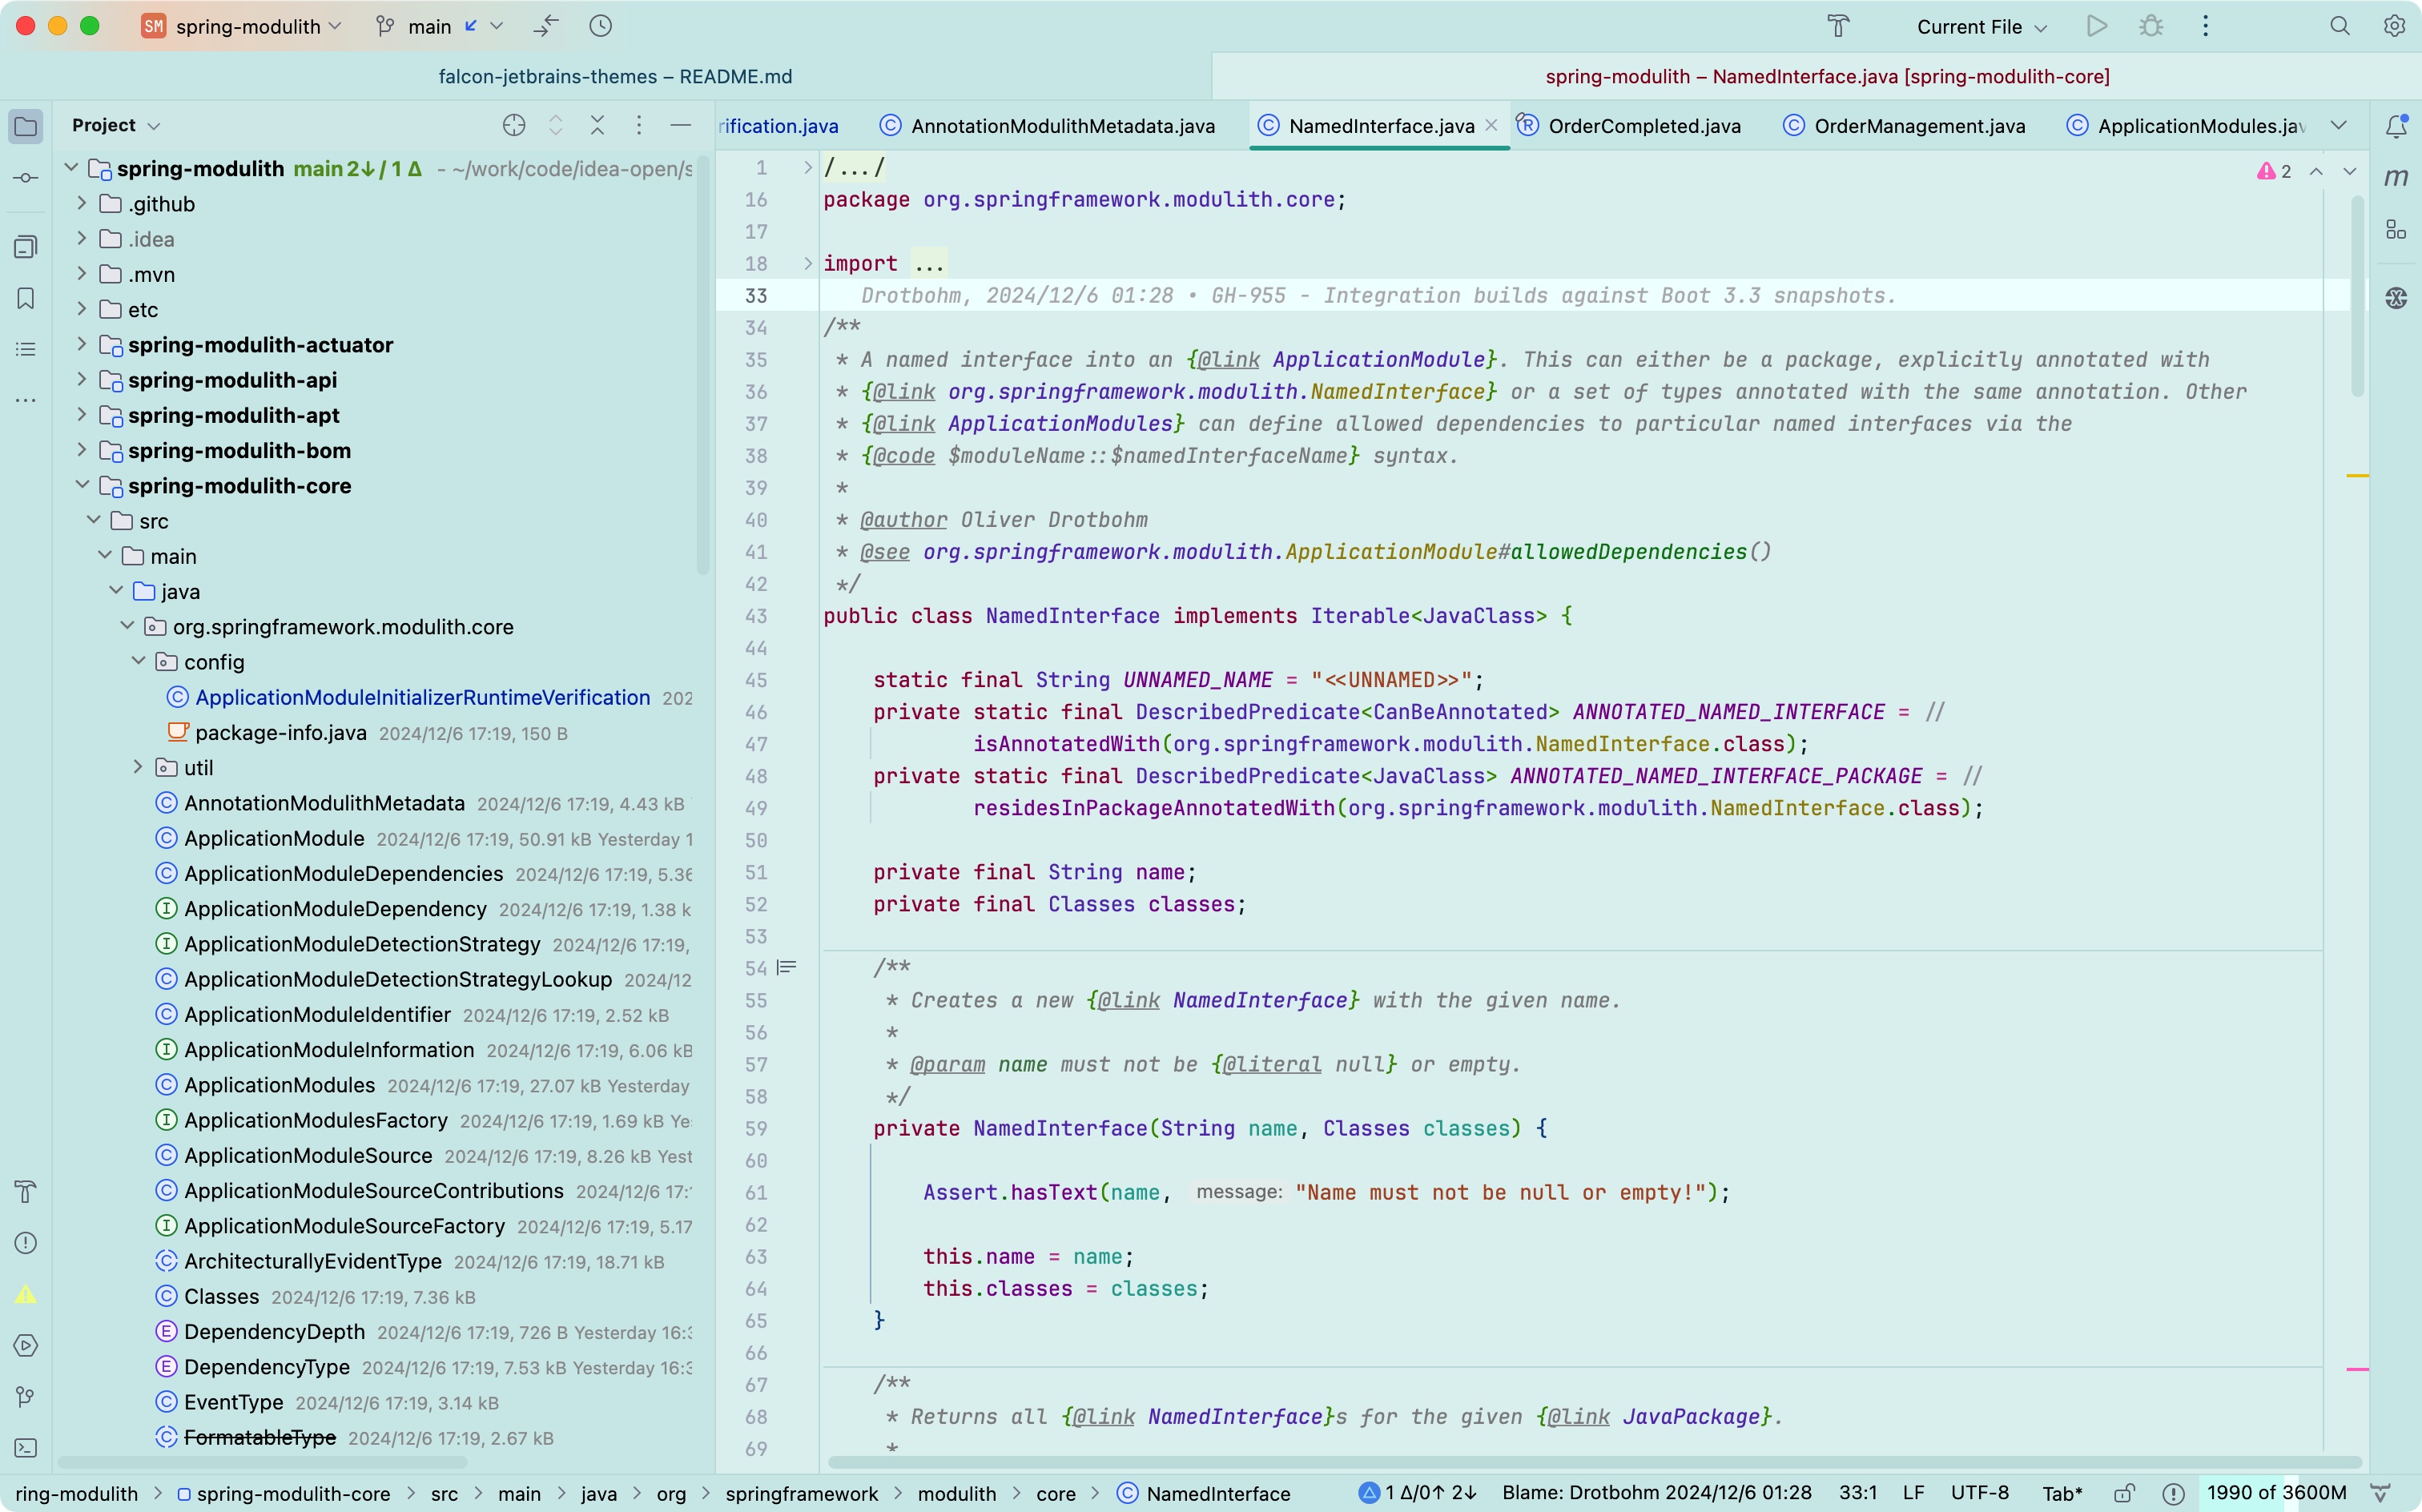 SM spring-modulith main Current File
falcon-jetbrains-themes – README.md
spring-modulith – NamedInterface.java [spring-modulith-core]
Project
spring-modulith main 2↓ / 1 Δ - ~/work/code/idea-open/s
.github
.idea
.mvn
etc
spring-modulith-actuator
spring-modulith-api
spring-modulith-apt
spring-modulith-bom
spring-modulith-core
src
main
java
org.springframework.modulith.core
config
ApplicationModuleInitializerRuntimeVerification 202
package-info.java 2024/12/6 17:19, 150 B
util
AnnotationModulithMetadata 2024/12/6 17:19, 4.43 kB
ApplicationModule 2024/12/6 17:19, 50.91 kB Yesterday 1
ApplicationModuleDependencies 2024/12/6 17:19, 5.36
ApplicationModuleDependency 2024/12/6 17:19, 1.38 k
ApplicationModuleDetectionStrategy 2024/12/6 17:19,
ApplicationModuleDetectionStrategyLookup 2024/12
ApplicationModuleIdentifier 2024/12/6 17:19, 2.52 kB
ApplicationModuleInformation 2024/12/6 17:19, 6.06 kB
ApplicationModules 2024/12/6 17:19, 27.07 kB Yesterday
ApplicationModulesFactory 2024/12/6 17:19, 1.69 kB Yes
ApplicationModuleSource 2024/12/6 17:19, 8.26 kB Yest
ApplicationModuleSourceContributions 2024/12/6 17:
ApplicationModuleSourceFactory 2024/12/6 17:19, 5.17
ArchitecturallyEvidentType 2024/12/6 17:19, 18.71 kB
Classes 2024/12/6 17:19, 7.36 kB
DependencyDepth 2024/12/6 17:19, 726 B Yesterday 16:3
DependencyType 2024/12/6 17:19, 7.53 kB Yesterday 16:3
EventType 2024/12/6 17:19, 3.14 kB
FormatableType 2024/12/6 17:19, 2.67 kB
rification.java AnnotationModulithMetadata.java NamedInterface.java OrderCompleted.java OrderManagement.java ApplicationModules.jav
2
1 /.../
16 package org.springframework.modulith.core;
17
18 import ...
33 Drotbohm, 2024/12/6 01:28 • GH-955 - Integration builds against Boot 3.3 snapshots.
34 /**
35 * A named interface into an {@link ApplicationModule}. This can either be a package, explicitly annotated with
36 * {@link org.springframework.modulith.NamedInterface} or a set of types annotated with the same annotation. Other
37 * {@link ApplicationModules} can define allowed dependencies to particular named interfaces via the
38 * {@code $moduleName::$namedInterfaceName} syntax.
39 *
40 * @author Oliver Drotbohm
41 * @see org.springframework.modulith.ApplicationModule#allowedDependencies()
42 */
43 public class NamedInterface implements Iterable<JavaClass> {
44
45 static final String UNNAMED_NAME = "<<UNNAMED>>";
46 private static final DescribedPredicate<CanBeAnnotated> ANNOTATED_NAMED_INTERFACE = //
47 isAnnotatedWith(org.springframework.modulith.NamedInterface.class);
48 private static final DescribedPredicate<JavaClass> ANNOTATED_NAMED_INTERFACE_PACKAGE = //
49 residesInPackageAnnotatedWith(org.springframework.modulith.NamedInterface.class);
50
51 private final String name;
52 private final Classes classes;
53
54 /**
55 * Creates a new {@link NamedInterface} with the given name.
56 *
57 * @param name must not be {@literal null} or empty.
58 */
59 private NamedInterface(String name, Classes classes) {
60
61 Assert.hasText(name, message: "Name must not be null or empty!");
62
63 this.name = name;
64 this.classes = classes;
65 }
66
67 /**
68 * Returns all {@link NamedInterface}s for the given {@link JavaPackage}.
69 *
m
ring-modulith > spring-modulith-core > src > main > java > org > springframework > modulith > core > NamedInterface
1 Δ/0↑ 2↓ Blame: Drotbohm 2024/12/6 01:28 33:1 LF UTF-8 Tab* 1990 of 3600M